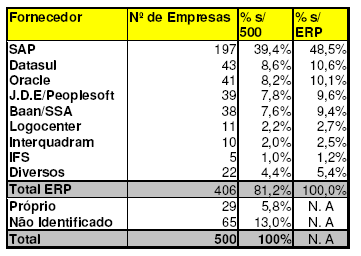 Fornecedor Nº de Empresas % s/ 500 % s/ ERP
SAP 197 39,4% 48,5%
Datasul 43 8,6% 10,6%
Oracle 41 8,2% 10,1%
J.D.E/Peoplesoft 39 7,8% 9,6%
Baan/SSA 38 7,6% 9,4%
Logocenter 11 2,2% 2,7%
Interquadram 10 2,0% 2,5%
IFS 5 1,0% 1,2%
Diversos 22 4,4% 5,4%
Total ERP 406 81,2% 100,0%
Próprio 29 5,8% N. A
Não Identificado 65 13,0% N. A
Total 500 100% N. A